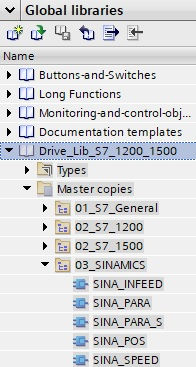 Global libraries
Name
Buttons-and-Switches
Long Functions
Monitoring-and-control-obj...
Documentation templates
Drive_Lib_S7_1200_1500
Types
Master copies
01_S7_General
02_S7_1200
02_S7_1500
03_SINAMICS
SINA_INFEED
SINA_PARA
SINA_PARA_S
SINA_POS
SINA_SPEED